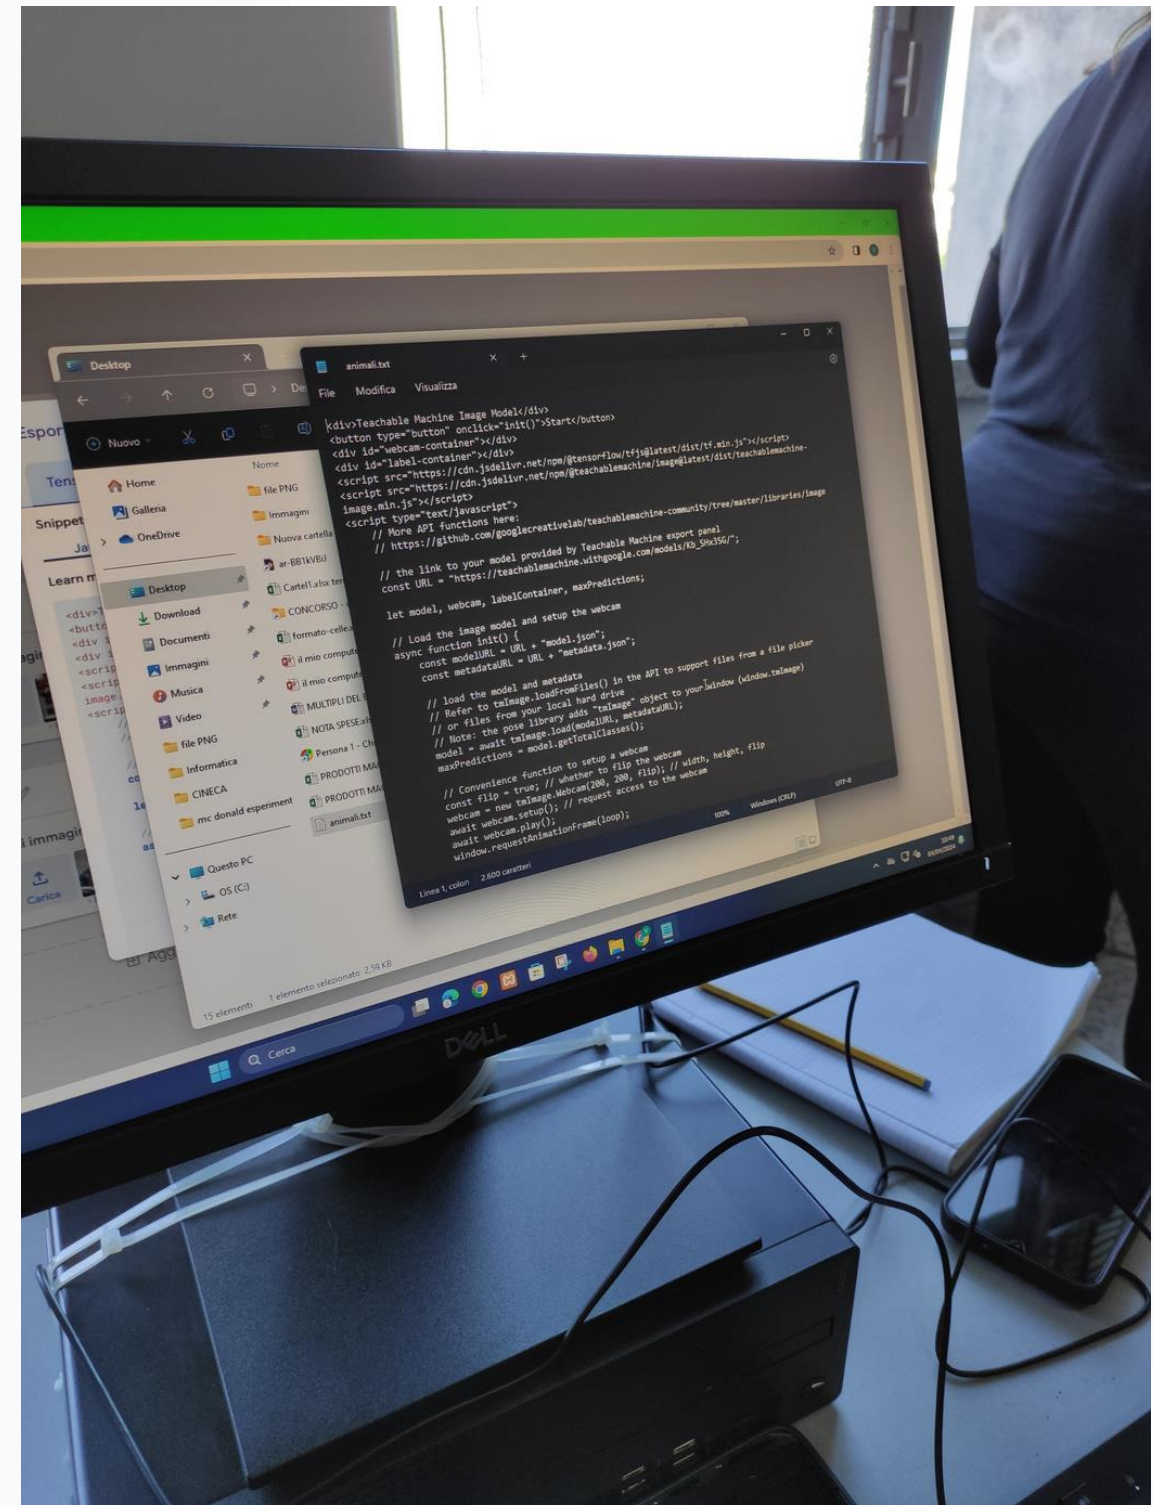 Desktop
Nuovo
Home
Galleria
OneDrive
Desktop
Download
Documenti
Immagini
Musica
Video
file PNG
Informatica
CINECA
mc donald esperiment
Questo PC
OS (C:)
Rete
15 elementi
1 elemento selezionato 2,59 KB
Nome
file PNG
Immagini
Nuova cartella
ar-BB1kVBil
Cartel1.xlsx
CONCORSO -
il mio compute
il mio compute
MULTIPLI DEL
NOTA SPESE.xls
Persona 1 - Ch
PRODOTTI MA
PRODOTTI MA
animali.txt
Snippet
Learn m
Carica
animali.txt
File Modifica Visualizza
<div>Teachable Machine Image Model</div>
<button type="button" onclick="init()">Start</button>
<div id="webcam-container"></div>
<div id="label-container"></div>
<script src="https://cdn.jsdelivr.net/npm/@tensorflow/tfjs@latest/dist/tf.min.js"></script>
<script src="https://cdn.jsdelivr.net/npm/@teachablemachine/image@latest/dist/teachablemachine-
image.min.js"></script>
<script type="text/javascript">
// More API functions here:
// https://github.com/googlecreativelab/teachablemachine-community/tree/master/libraries/image
// the link to your model provided by Teachable Machine export panel
const URL = "https://teachablemachine.withgoogle.com/models/Kb_SHx3SG/";
let model, webcam, labelContainer, maxPredictions;
// Load the image model and setup the webcam
async function init() {
const modelURL = URL + "model.json";
const metadataURL = URL + "metadata.json";
// load the model and metadata
// Refer to tmImage.loadFromFiles() in the API to support files from a file picker
// or files from your local hard drive
// Note: the pose library adds "tmImage" object to your window (window.tmImage)
model = await tmImage.load(modelURL, metadataURL);
maxPredictions = model.getTotalClasses();
// Convenience function to setup a webcam
const flip = true; // whether to flip the webcam
webcam = new tmImage.Webcam(200, 200, flip); // width, height, flip
await webcam.setup(); // request access to the webcam
await webcam.play();
window.requestAnimationFrame(loop);
Linea 1, colon 2.600 caratteri 100% Windows (CRLF) UTF-8
Cerca
04/04/2024
DELL